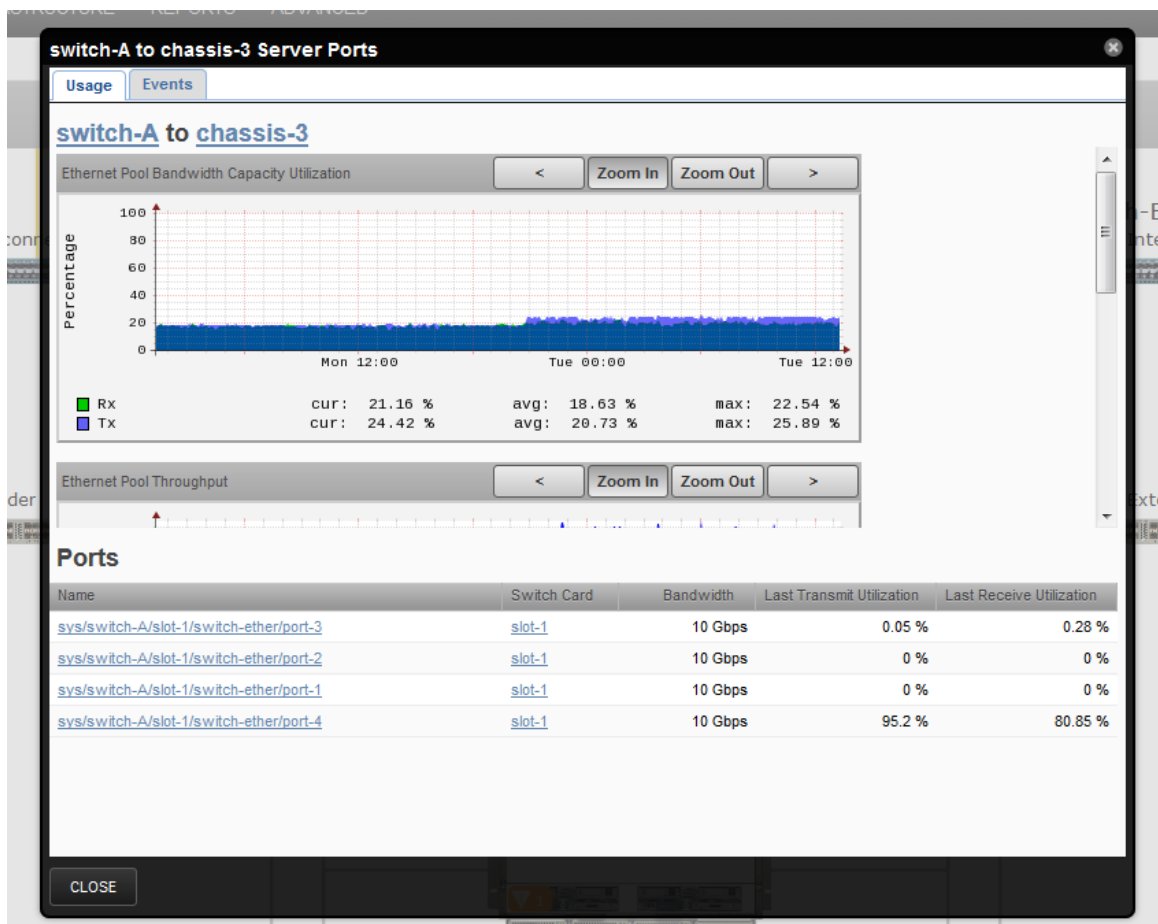 REPORTS ADVANCED
switch-A to chassis-3 Server Ports
Usage Events
switch-A to chassis-3
Ethernet Pool Bandwidth Capacity Utilization < Zoom In Zoom Out >
100
80
60
40
20
0
Percentage
Mon 12:00 Tue 00:00 Tue 12:00
Rx cur: 21.16 % avg: 18.63 % max: 22.54 %
Tx cur: 24.42 % avg: 20.73 % max: 25.89 %
Ethernet Pool Throughput < Zoom In Zoom Out >
Ports
Name Switch Card Bandwidth Last Transmit Utilization Last Receive Utilization
sys/switch-A/slot-1/switch-ether/port-3 slot-1 10 Gbps 0.05 % 0.28 %
sys/switch-A/slot-1/switch-ether/port-2 slot-1 10 Gbps 0 % 0 %
sys/switch-A/slot-1/switch-ether/port-1 slot-1 10 Gbps 0 % 0 %
sys/switch-A/slot-1/switch-ether/port-4 slot-1 10 Gbps 95.2 % 80.85 %
CLOSE